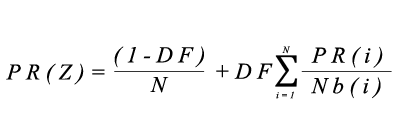 PR(Z) = (1-DF)/N + DF ∑_{i=1}^{N} PR(i)/Nb(i)